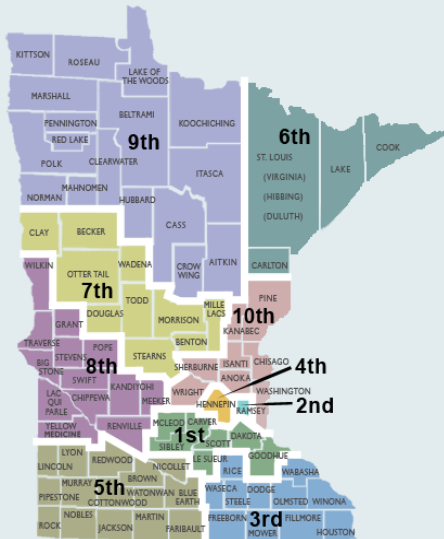 KITTSON
ROSEAU
LAKE OF
THE WOODS
MARSHALL
BELTRAMI
KOOCHICHING
PENNINGTON
RED LAKE
9th
POLK
CLEARWATER
ITASCA
MAHNOMEN
NORMAN
HUBBARD
CASS
6th
ST. LOUIS
(VIRGINIA)
(HIBBING)
(DULUTH)
LAKE
COOK
CARLTON
CLAY
BECKER
CROW
WING
AITKIN
WILKIN
OTTER TAIL
WADENA
7th
TODD
DOUGLAS
MORRISON
MILLE
LACS
BENTON
STEARNS
PINE
10th
KANABEC
GRANT
TRAVERSE
STEVENS
POPE
BIG
STONE
8th
SWIFT
KANDIYOHI
LAC
QUI
PARLE
CHIPPEWA
MEEKER
YELLOW
MEDICINE
RENVILLE
SHERBURNE
ISANTI
CHISAGO
ANOKA
4th
WRIGHT
WASHINGTON
HENNEPIN
RAMSEY
2nd
MCLEOD
CARVER
1st
SCOTT
DAKOTA
SIBLEY
LE SUEUR
GOODHUE
LYON
LINCOLN
REDWOOD
NICOLLET
BROWN
MURRAY
5th
WATONWAN
BLUE
EARTH
PIPESTONE
COTTONWOOD
NOBLES
MARTIN
ROCK
JACKSON
FARIBAULT
RICE
WABASHA
WASECA
DODGE
STEELE
OLMSTED
WINONA
FREEBORN
3rd
FILLMORE
MOWER
HOUSTON